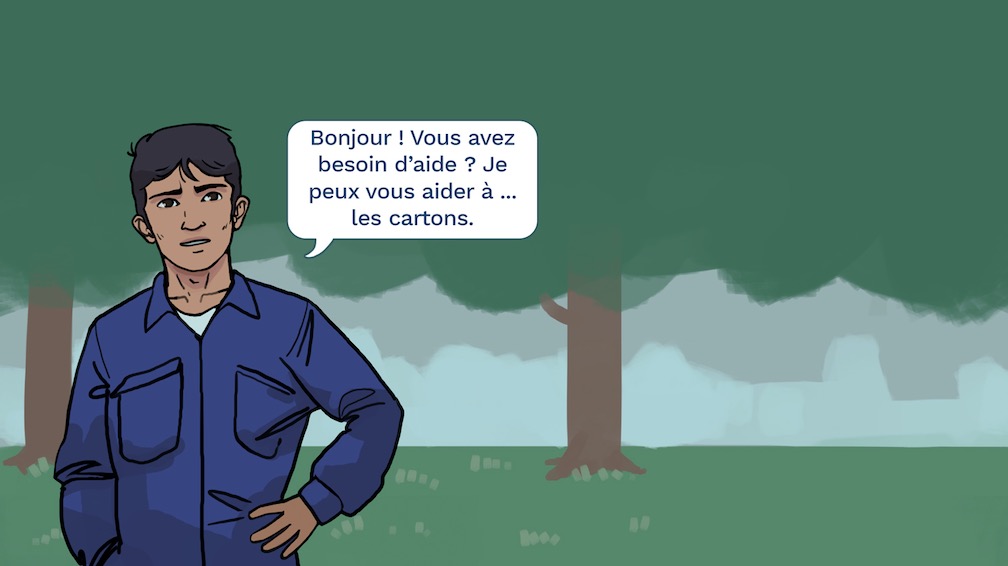 Bonjour ! Vous avez
besoin d’aide ? Je
peux vous aider à ...
les cartons.